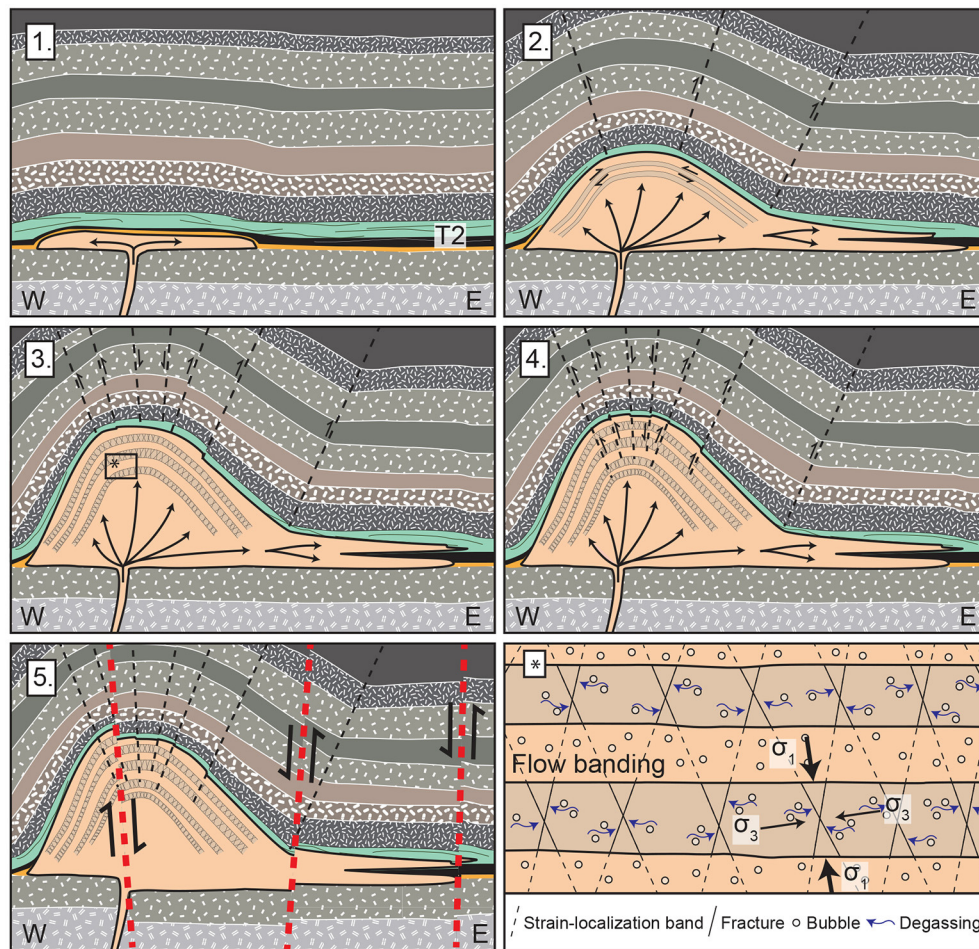 1.
T2
W
E
2.
W
E
3.
*
W
E
4.
W
E
5.
W
E
*
Flow banding
σ1
σ3
σ3
σ1
Strain-localization band Fracture Bubble Degassing